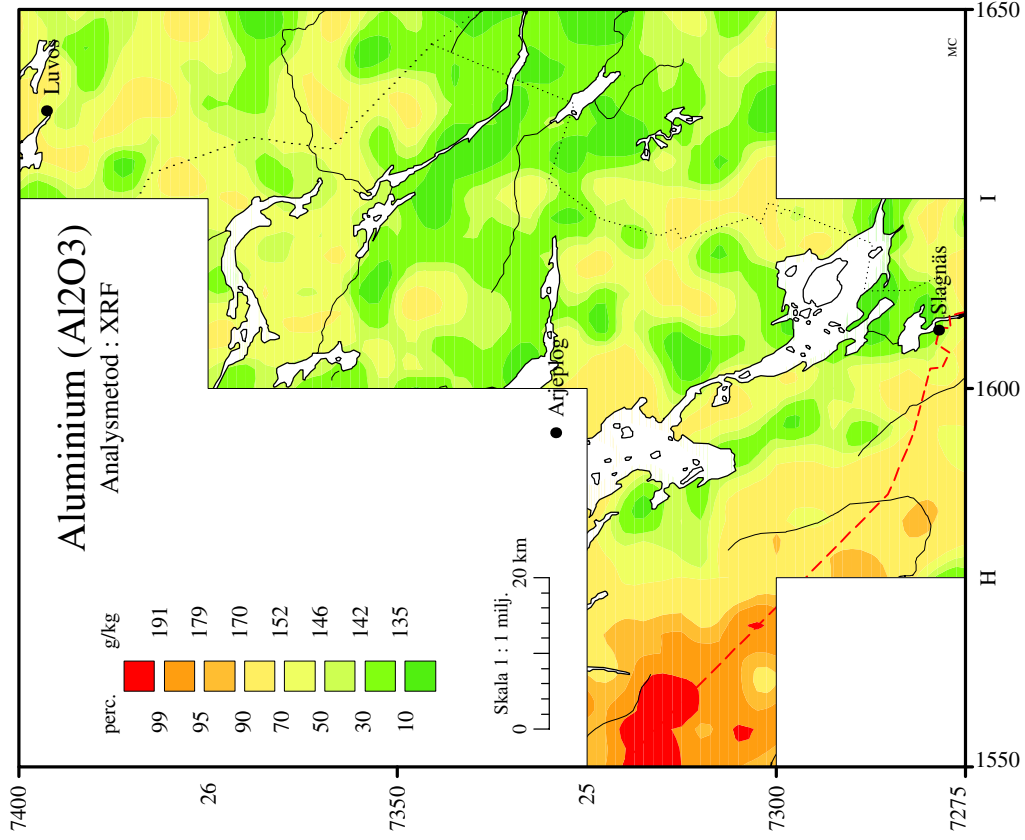 Aluminium (Al2O3)
Analysmetod : XRF
perc. g/kg
99 191
95 179
90 170
70 152
50 146
30 142
10 135
Skala 1 : 1 milj.
0 20 km
Luvos
Arjeplog
Slagnäs
MC
7400
26
7350
25
7300
7275
1550
H
1600
I
1650